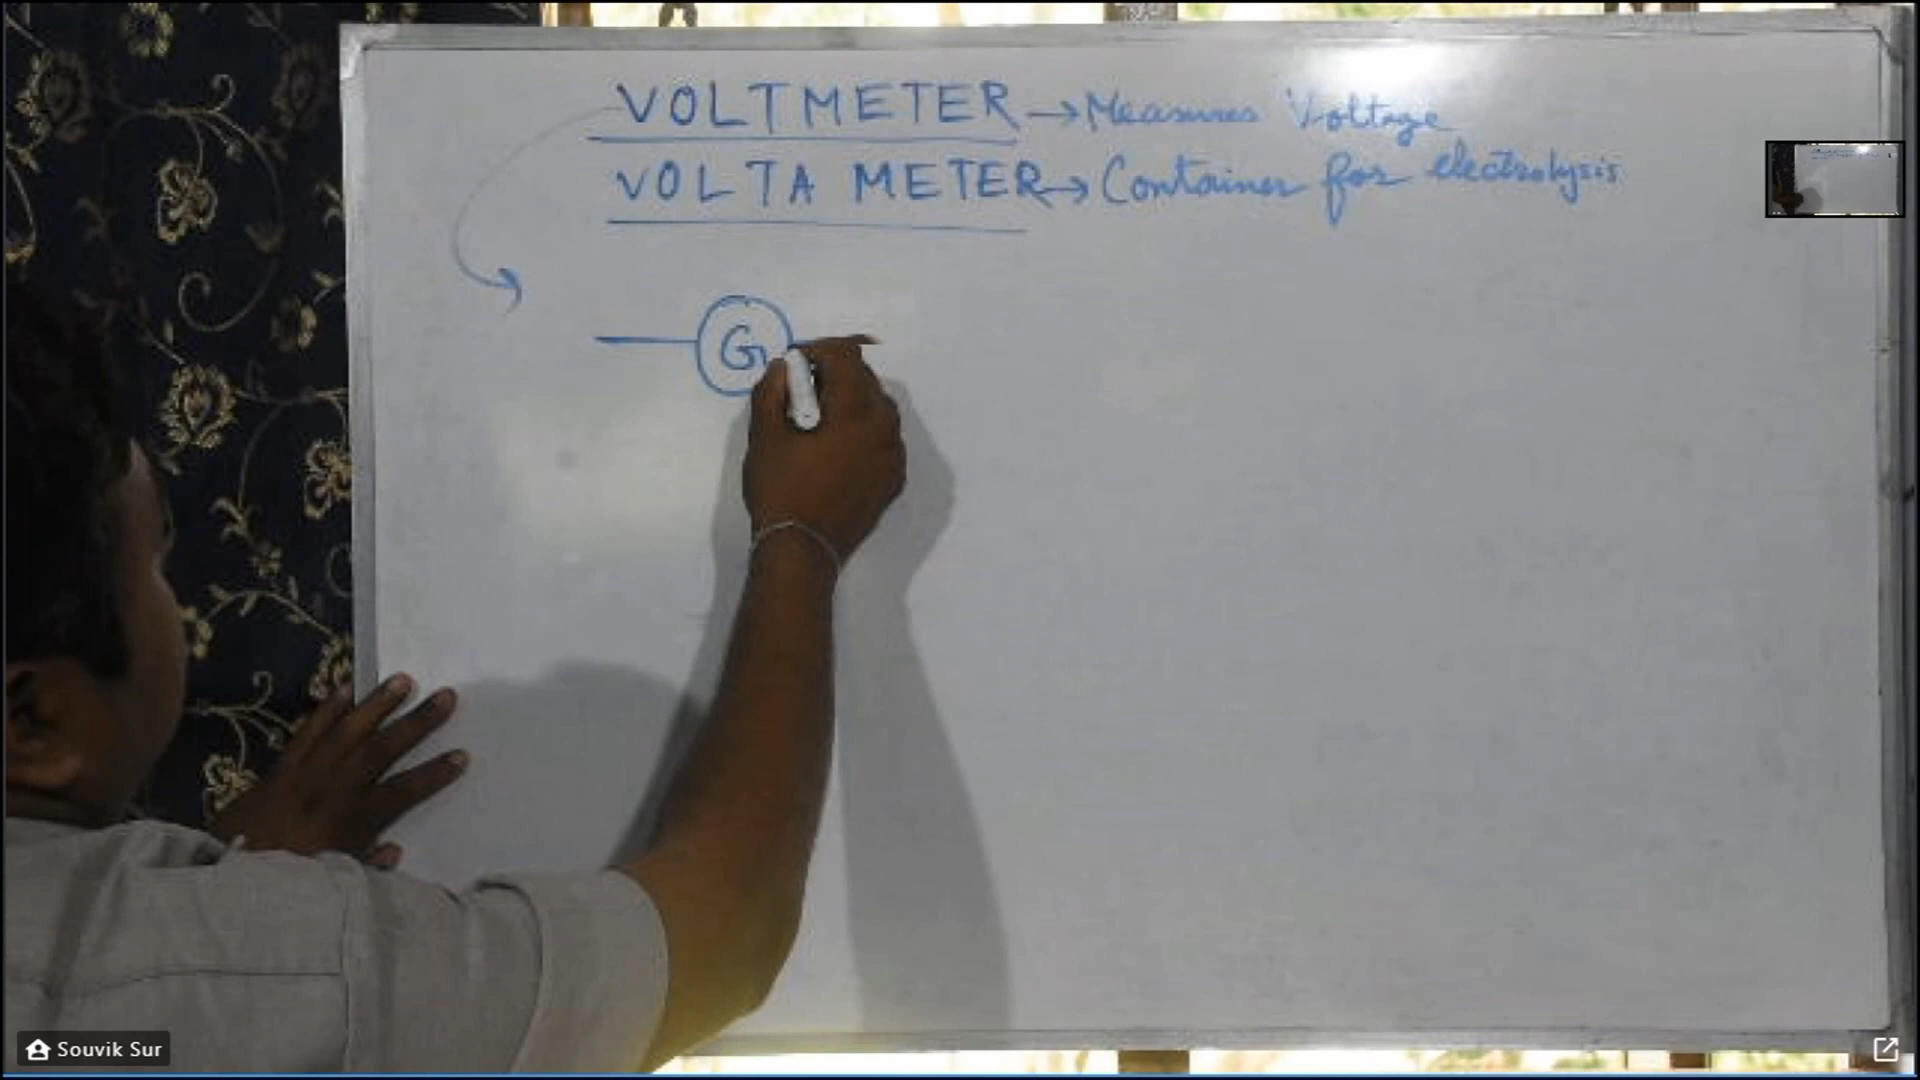 VOLTMETER → Measures Voltage
VOLTA METER → Container for electrolysis
G
Souvik Sur